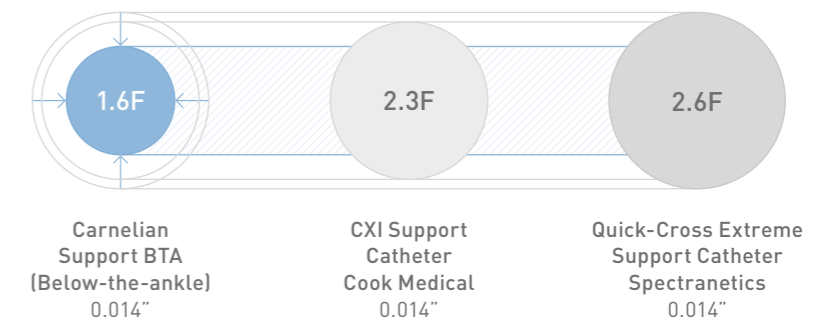 1.6F
2.3F
2.6F
Carnelian
Support BTA
(Below-the-ankle)
0.014”
CXI Support
Catheter
Cook Medical
0.014”
Quick-Cross Extreme
Support Catheter
Spectranetics
0.014”